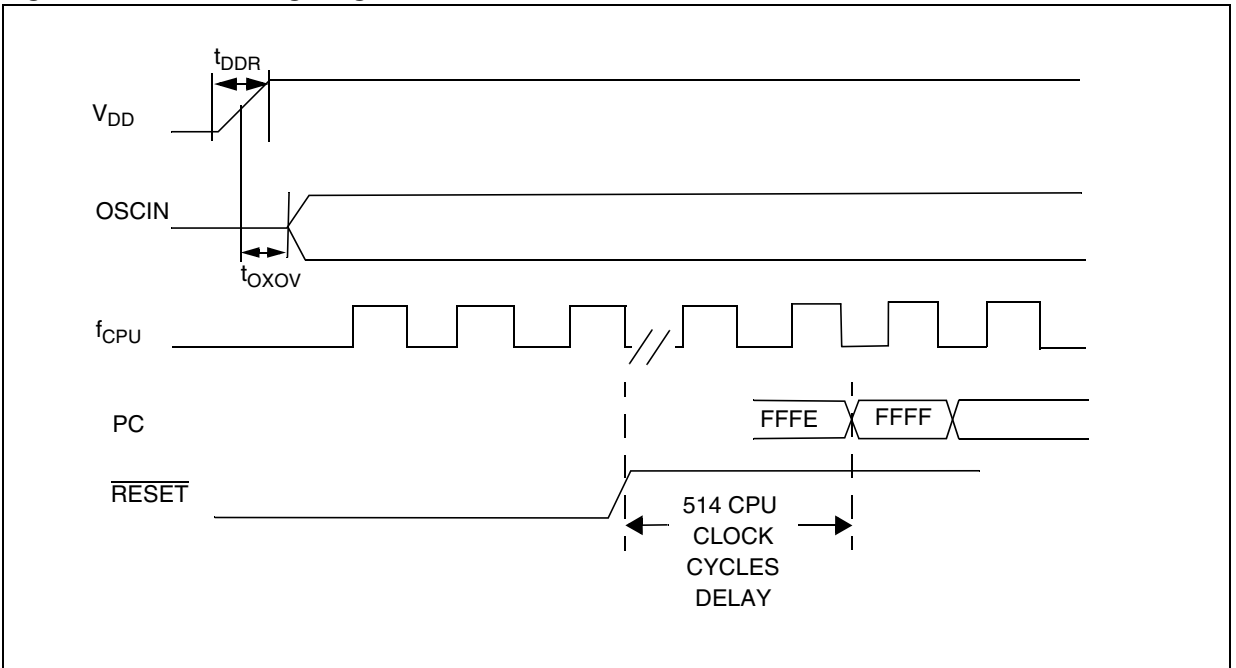 tDDR
VDD
OSCIN
tOXOV
fCPU
PC
FFFE
FFFF
RESET
514 CPU
CLOCK
CYCLES
DELAY